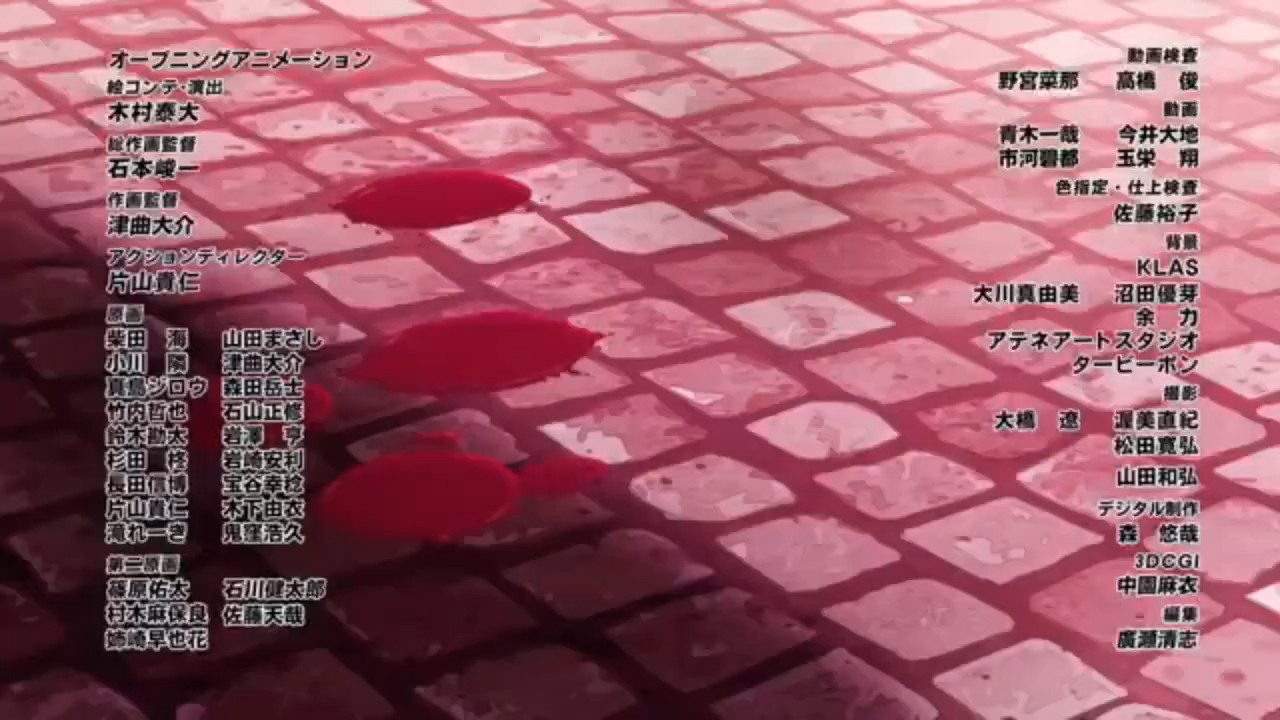 オープニングアニメーション
絵コンテ･演出
木村泰大
総作画監督
石本峻一
作画監督
津曲大介
アクションディレクター
片山貴仁
原画
柴田　海　山田まさし
小川　隣　津曲大介
真島ジロウ　森田岳士
竹内哲也　石山正修
鈴木勘太　岩澤　亨
杉田　柊　岩崎安利
長田信博　宝谷幸稔
片山貴仁　木下由衣
滝れーき　鬼窪浩久
第二原画
篠原佑太　石川健太郎
村木麻保良　佐藤天哉
姉崎早也花
動画検査
野宮菜那　高橋　俊
動画
青木一哉　今井大地
市河碧都　玉栄　翔
色指定・仕上検査
佐藤裕子
背景
KLAS
大川真由美　沼田優芽
余　力
アテネアートスタジオ
タービーボン
撮影
大橋　遼　渥美直紀
松田寛弘
山田和弘
デジタル制作
森　悠哉
3DCGI
中園麻衣
編集
廣瀬清志